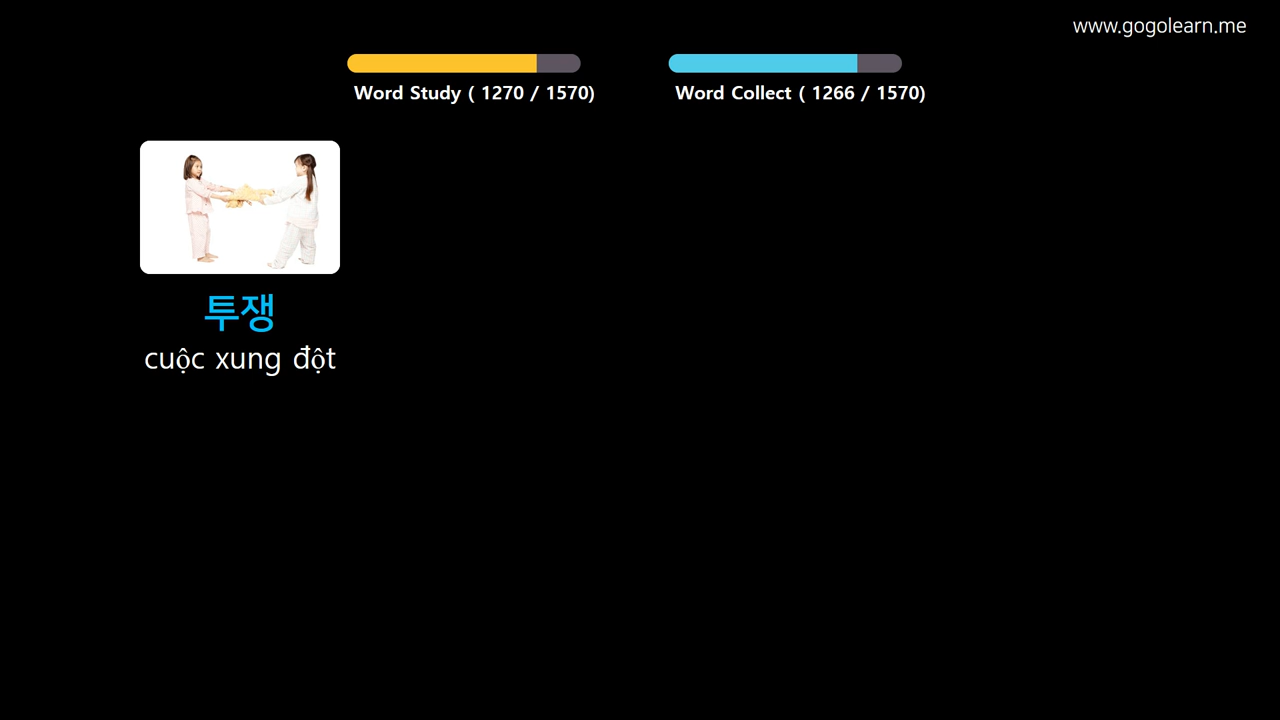 www.gogolearn.me
Word Study ( 1270 / 1570)
Word Collect ( 1266 / 1570)
투쟁
cuộc xung đột